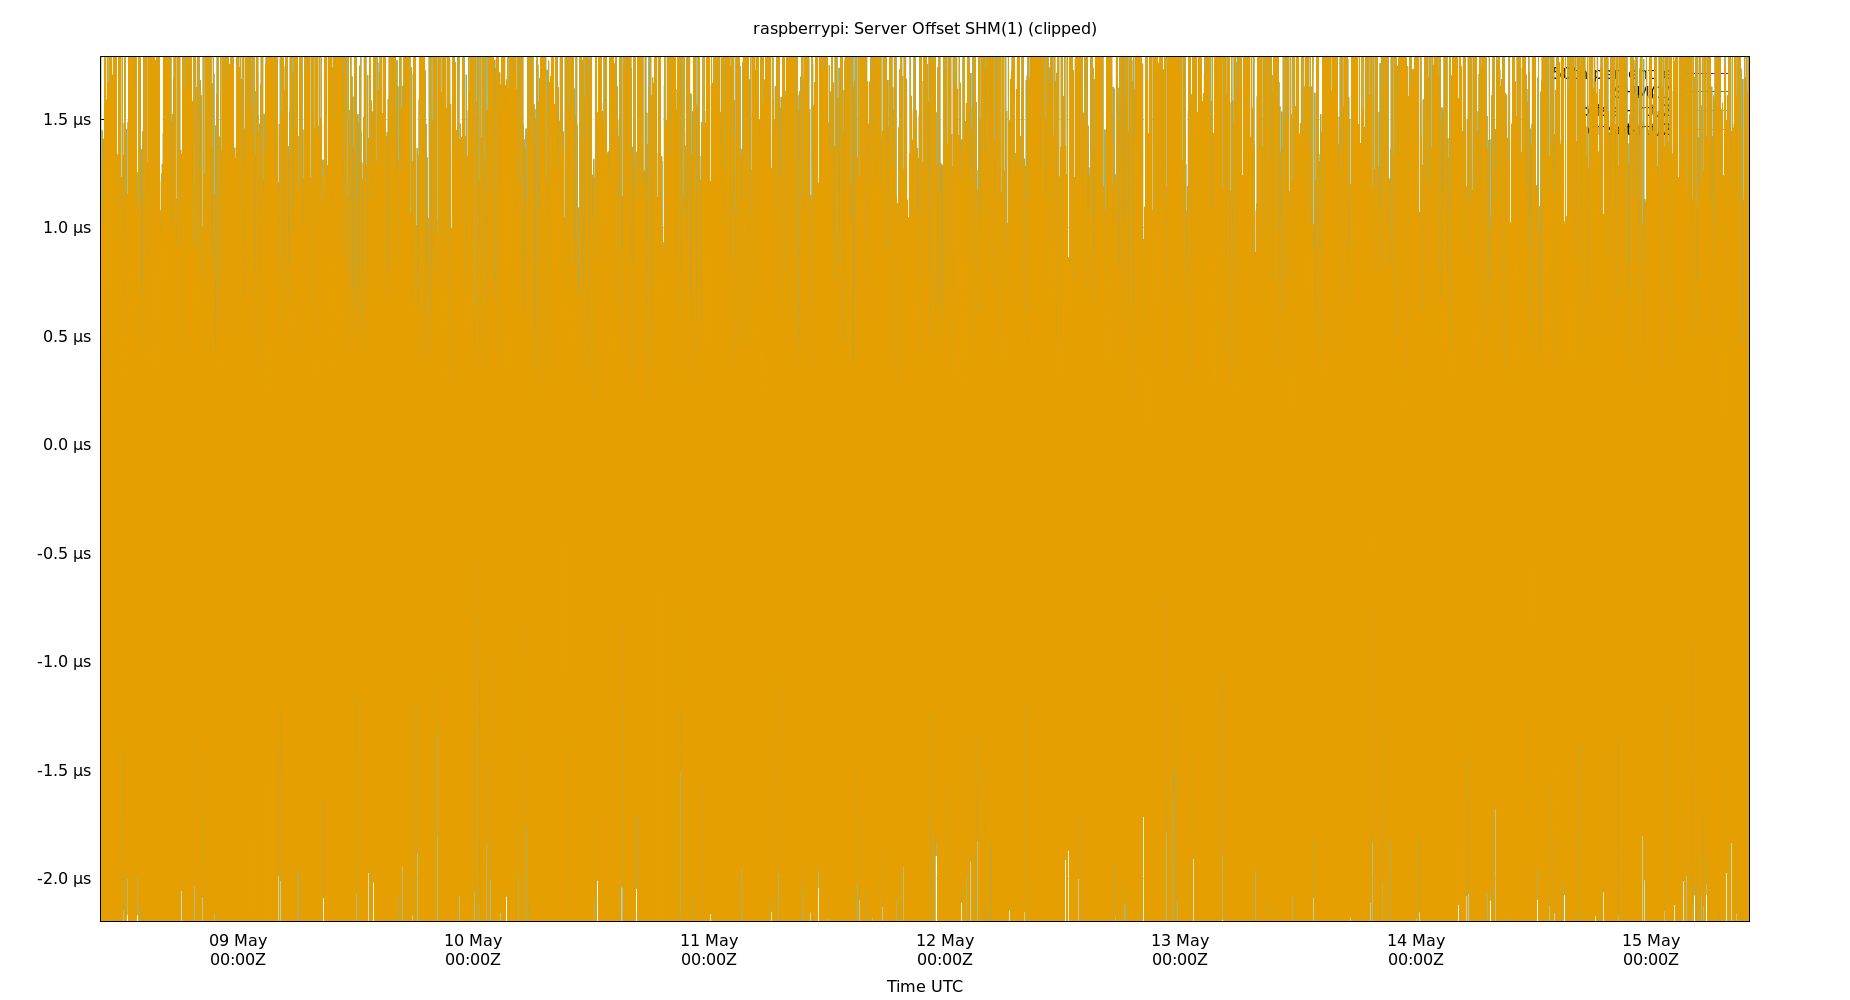 raspberrypi: Server Offset SHM(1) (clipped)
1.5 µs
1.0 µs
0.5 µs
0.0 µs
-0.5 µs
-1.0 µs
-1.5 µs
-2.0 µs
09 May 00:00Z
10 May 00:00Z
11 May 00:00Z
12 May 00:00Z
13 May 00:00Z
14 May 00:00Z
15 May 00:00Z
Time UTC